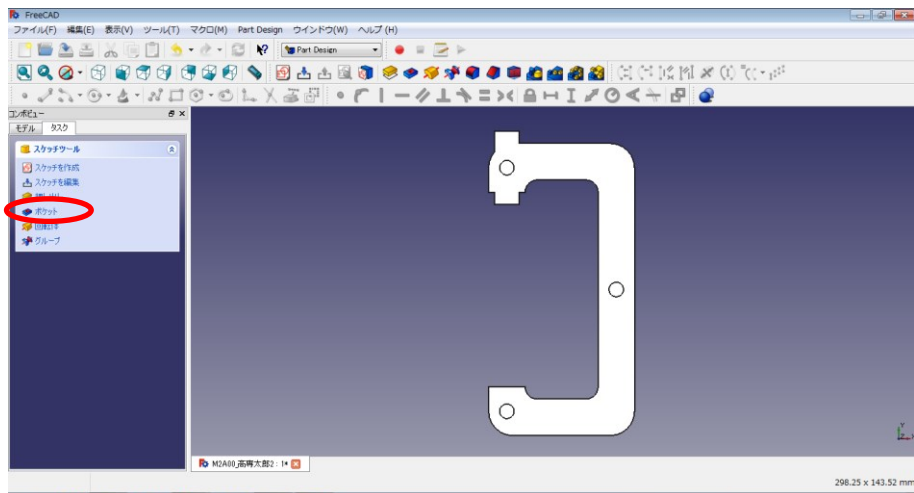 FreeCAD
ファイル(F) 編集(E) 表示(V) ツール(T) マクロ(M) Part Design ウインドウ(W) ヘルプ(H)
Part Design
コンボビュー
モデル タスク
スケッチツール
スケッチを作成
スケッチを編集
ポケット
グルーブ
M2A00_高専太郎2 : 1*
298.25 x 143.52 mm
Y